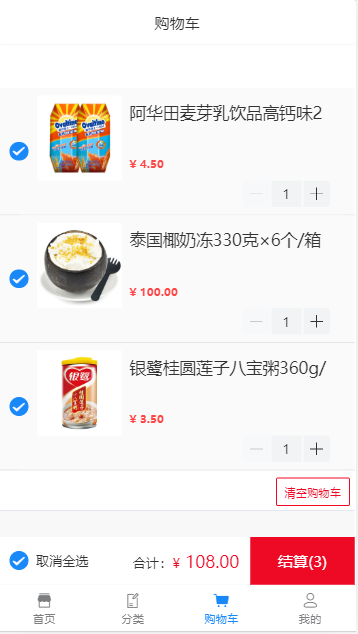 购物车
阿华田麦芽乳饮品高钙味2
¥ 4.50
1
泰国椰奶冻330克×6个/箱
¥ 100.00
1
银鹭桂圆莲子八宝粥360g/
¥ 3.50
1
清空购物车
取消全选
合计：¥ 108.00
结算(3)
首页
分类
购物车
我的